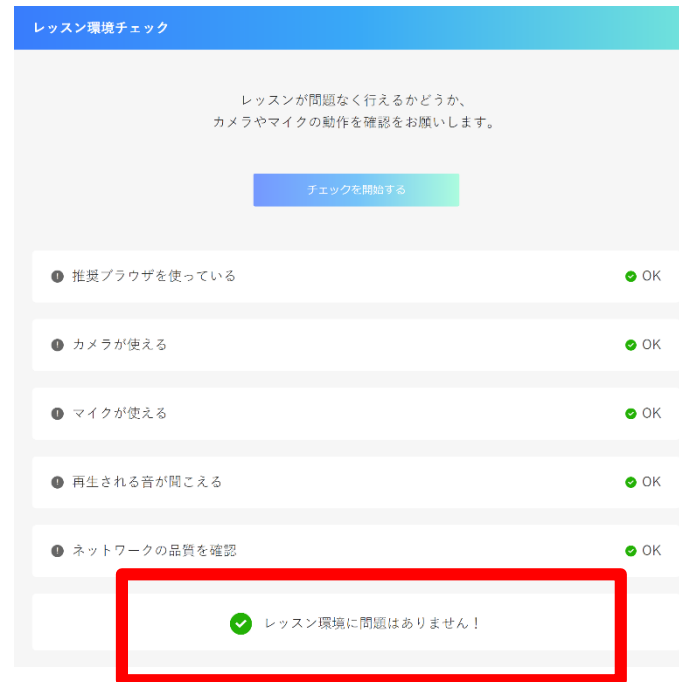 レッスン環境チェック
レッスンが問題なく行えるかどうか、
カメラやマイクの動作を確認をお願いします。
チェックを開始する
推奨ブラウザを使っている OK
カメラが使える OK
マイクが使える OK
再生される音が聞こえる OK
ネットワークの品質を確認 OK
レッスン環境に問題はありません！